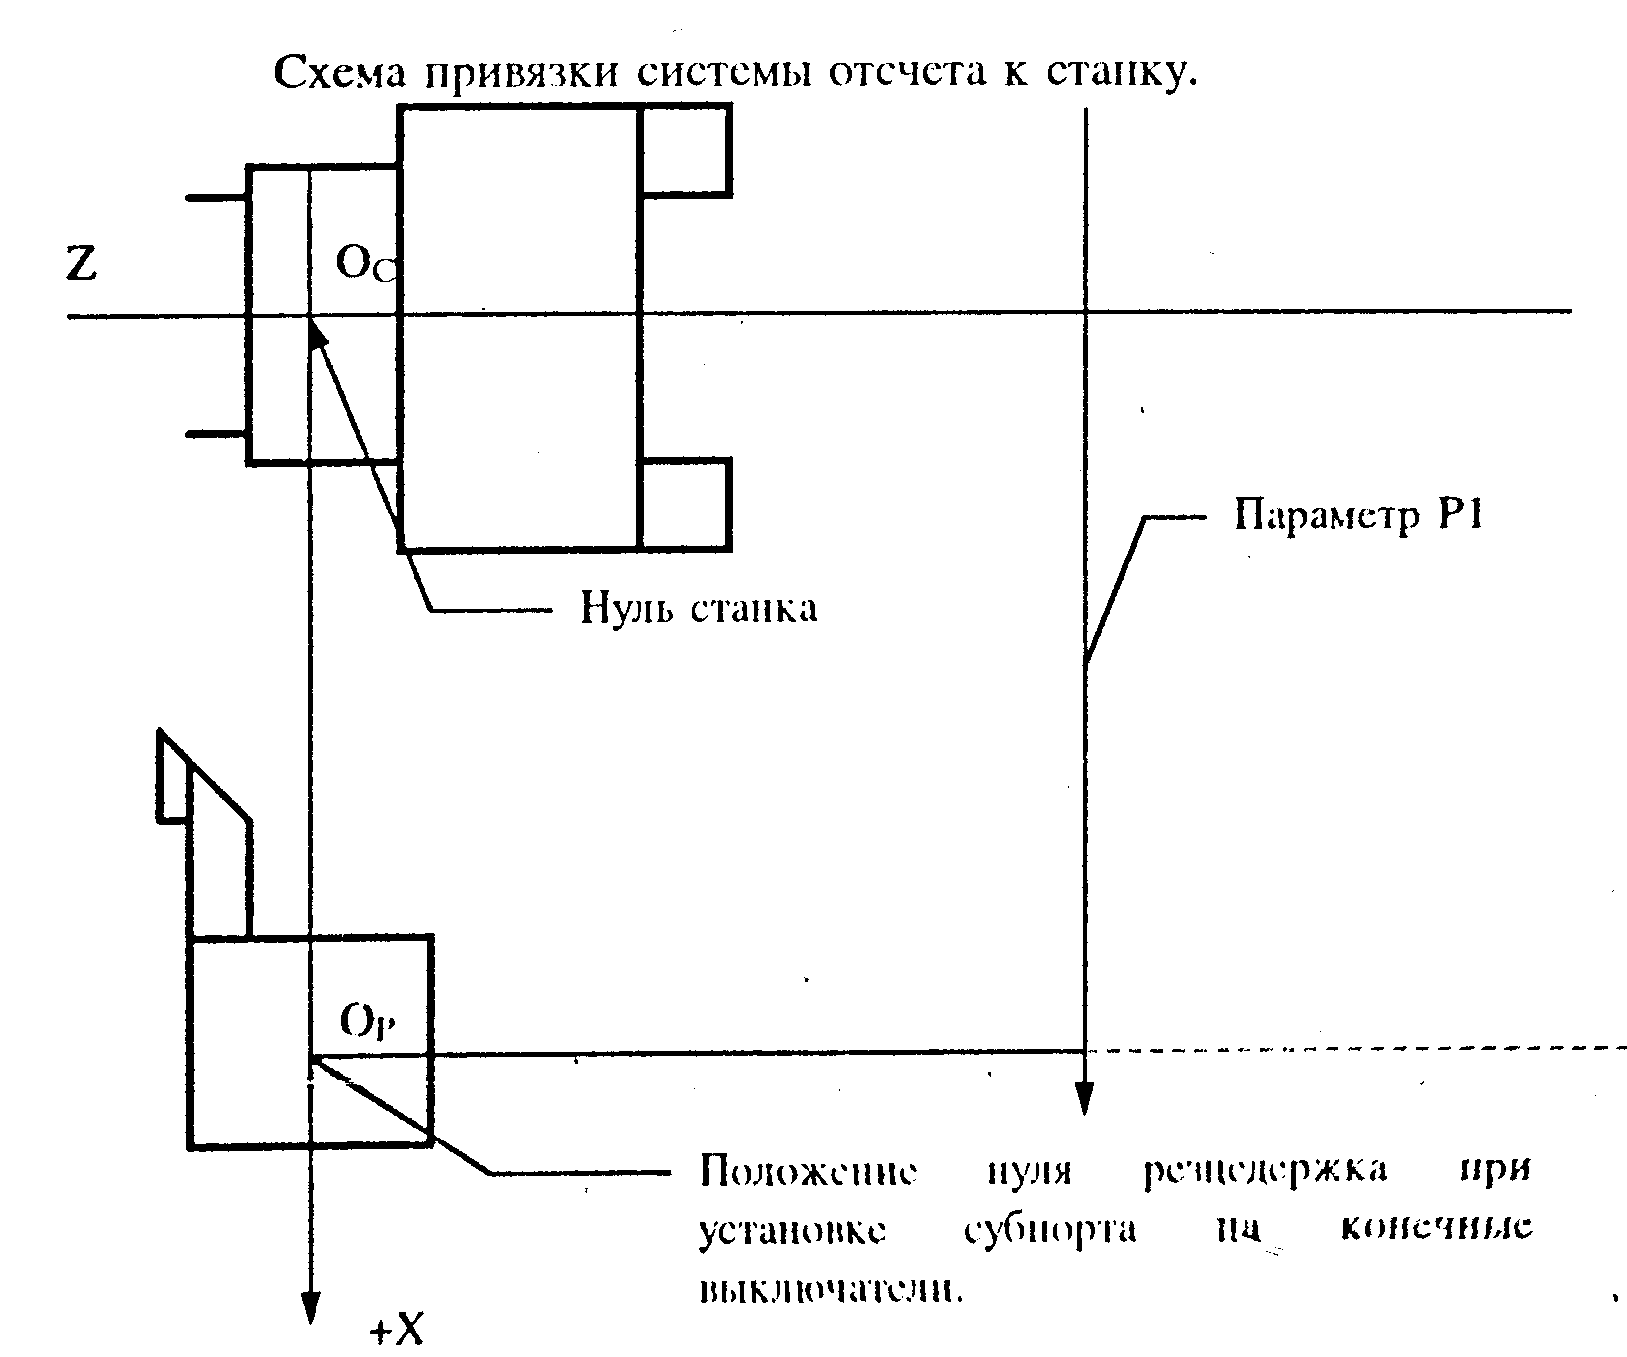 Схема привязки системы отсчета к станку.
Z
OC
Параметр P1
Нуль станка
OP
Положение нуля резцедержка при
установке субпорта на конечные
выключатели.
+X